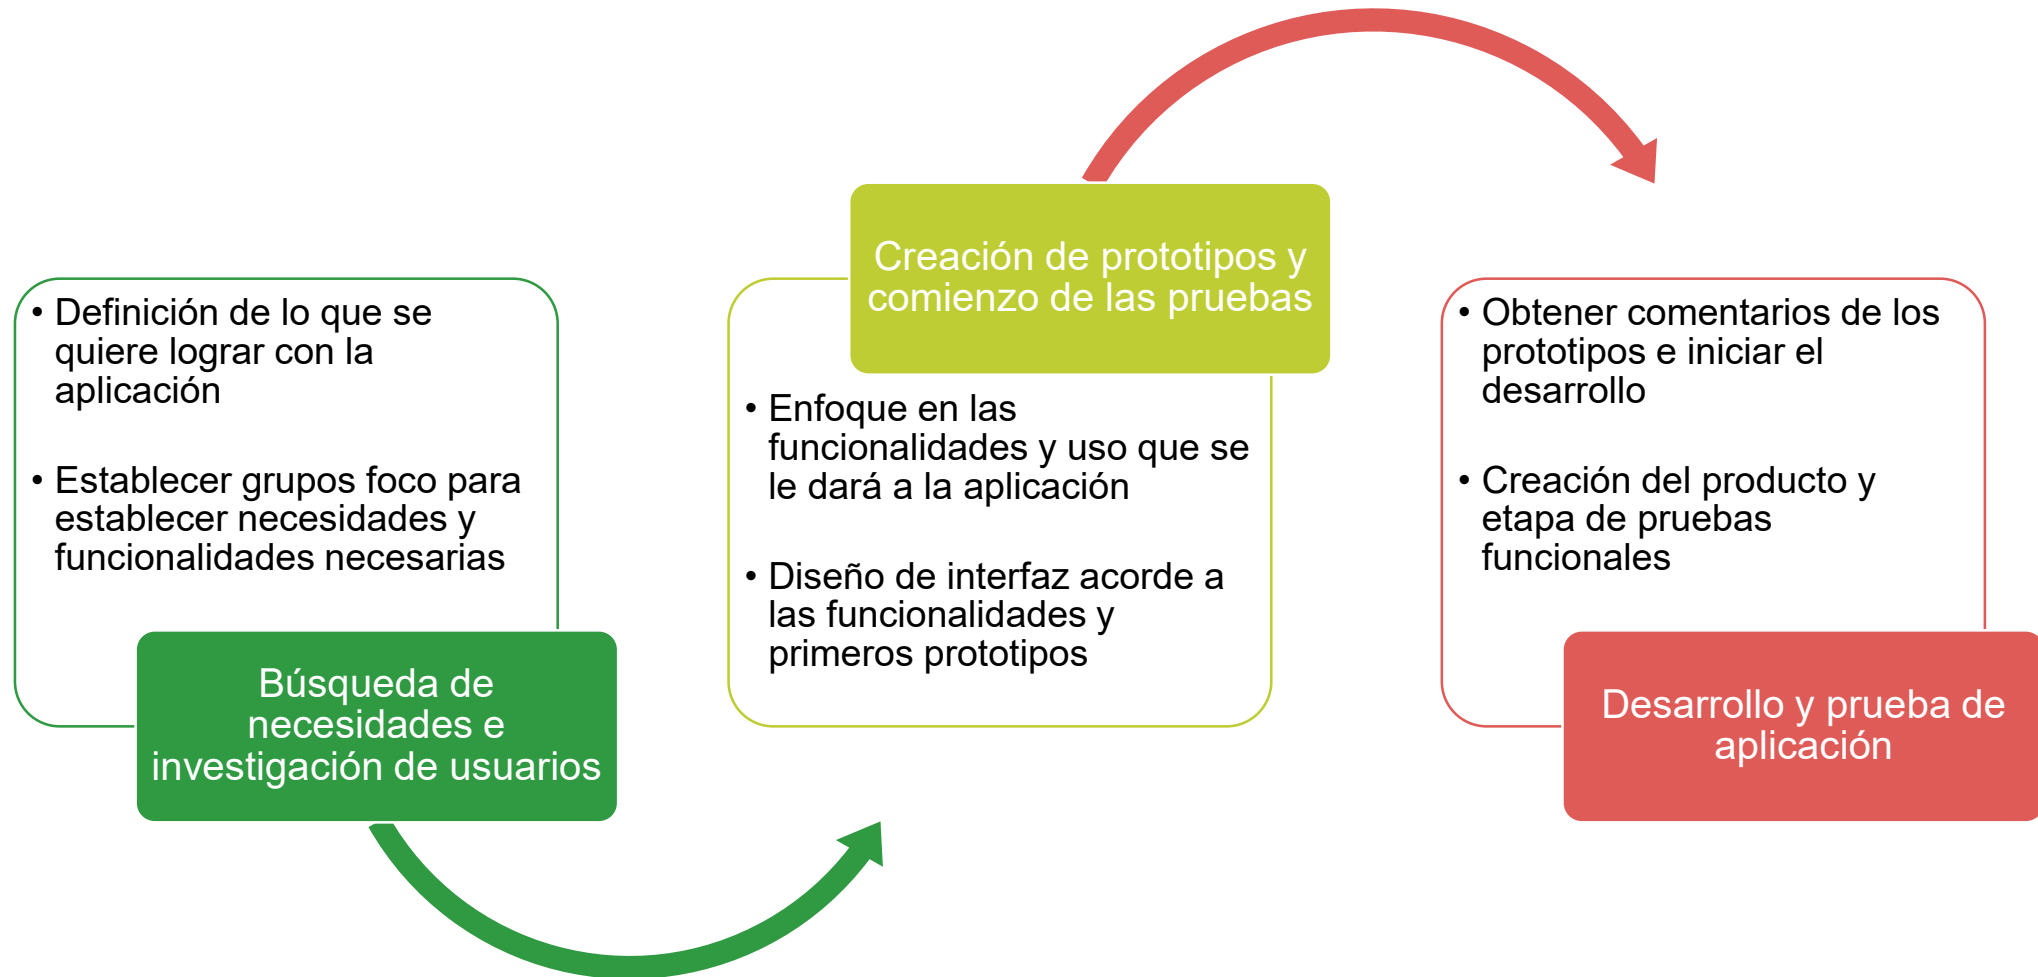 • Definición de lo que se
quiere lograr con la
aplicación
• Establecer grupos foco para
establecer necesidades y
funcionalidades necesarias
Búsqueda de
necesidades e
investigación de usuarios
Creación de prototipos y
comienzo de las pruebas
• Enfoque en las
funcionalidades y uso que se
le dará a la aplicación
• Diseño de interfaz acorde a
las funcionalidades y
primeros prototipos
• Obtener comentarios de los
prototipos e iniciar el
desarrollo
• Creación del producto y
etapa de pruebas
funcionales
Desarrollo y prueba de
aplicación